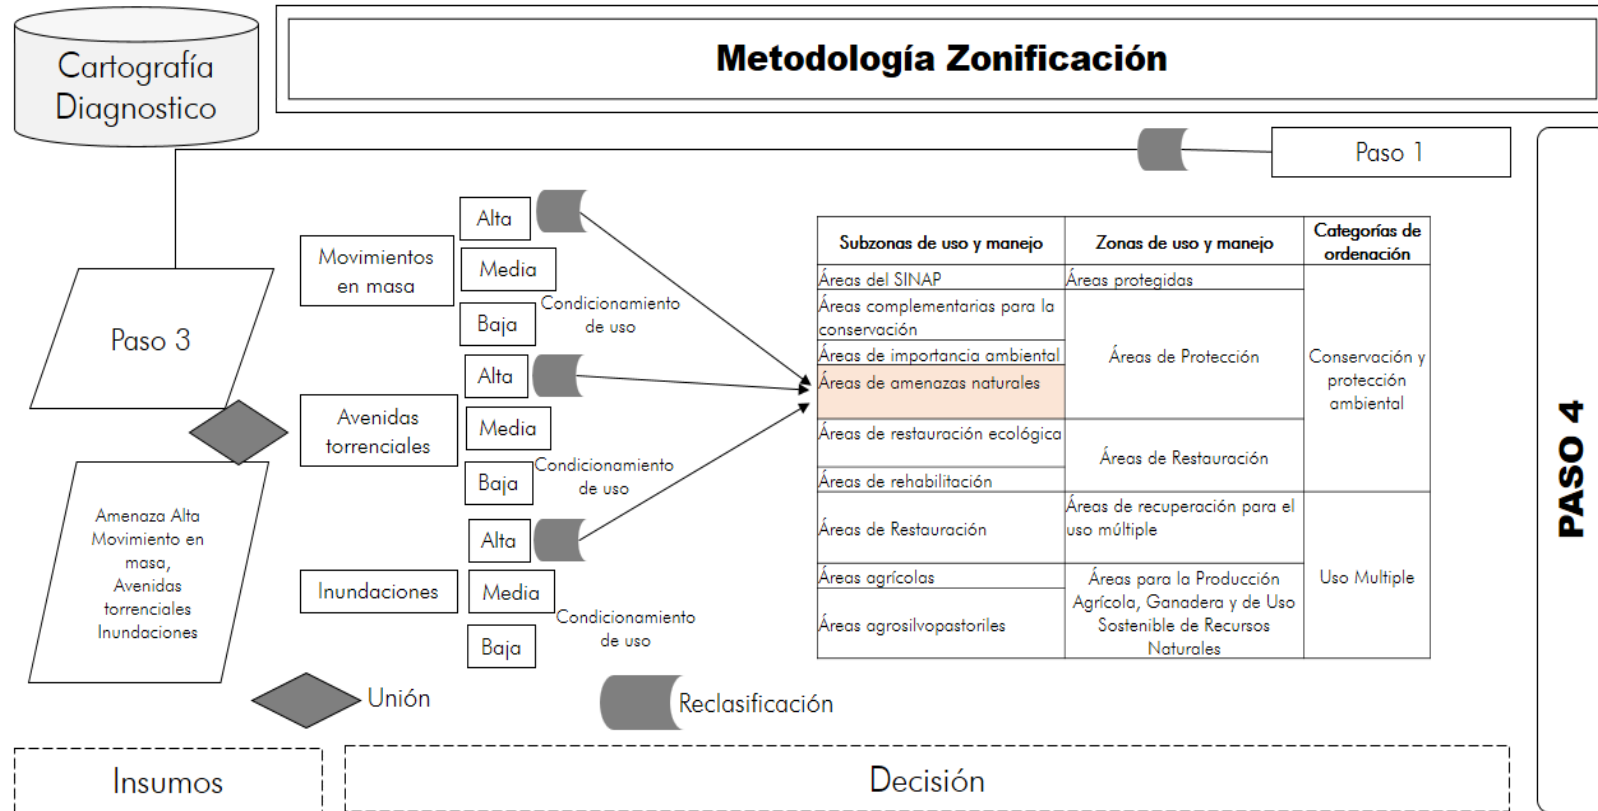 Cartografía
Diagnostico
Metodología Zonificación
Paso 1
Paso 3
Amenaza Alta
Movimiento en
masa,
Avenidas
torrenciales
Inundaciones
Movimientos
en masa
Alta
Media
Baja
Condicionamiento
de uso
Avenidas
torrenciales
Alta
Media
Baja
Condicionamiento
de uso
Inundaciones
Alta
Media
Baja
Condicionamiento
de uso
Subzonas de uso y manejo
Zonas de uso y manejo
Categorías de
ordenación
Áreas del SINAP
Áreas protegidas
Áreas complementarias para la
conservación
Áreas de importancia ambiental
Áreas de amenazas naturales
Áreas de Protección
Conservación y
protección
ambiental
Áreas de restauración ecológica
Áreas de rehabilitación
Áreas de Restauración
Áreas de Restauración
Áreas de recuperación para el
uso múltiple
Áreas agrícolas
Áreas agrosilvopastoriles
Áreas para la Producción
Agrícola, Ganadera y de Uso
Sostenible de Recursos
Naturales
Uso Multiple
PASO 4
Unión
Reclasificación
Insumos
Decisión